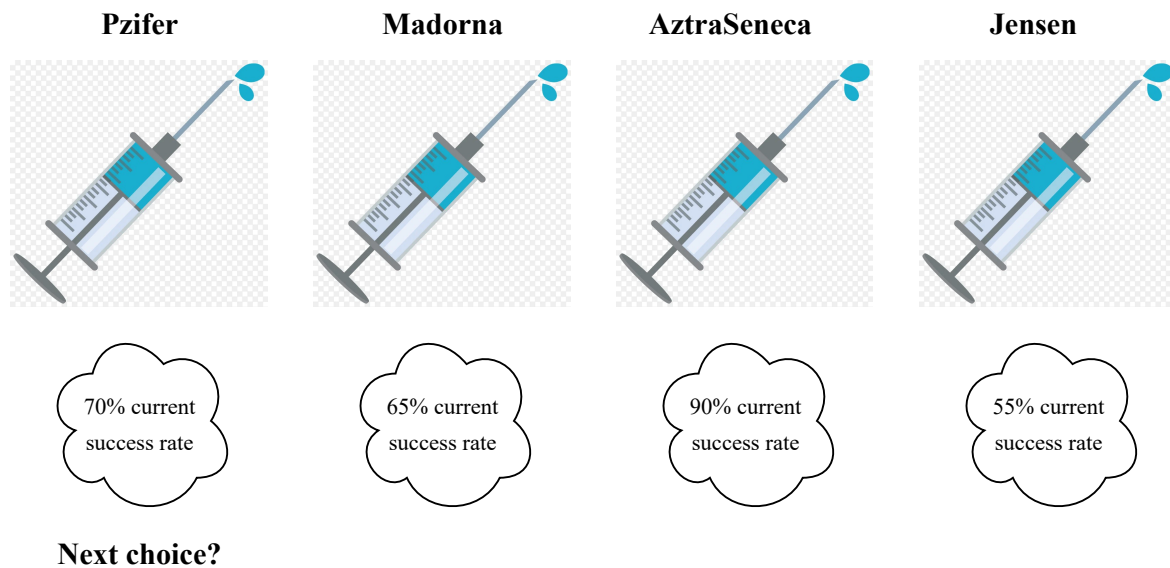 Pzifer Madorna AztraSeneca Jensen
70% current 65% current 90% current 55% current
success rate success rate success rate success rate
Next choice?